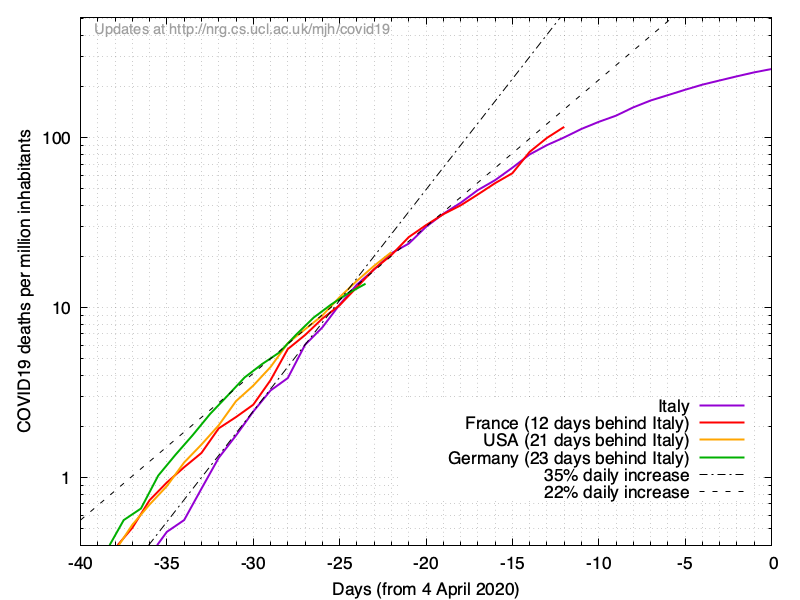 Updates at http://nrg.cs.ucl.ac.uk/mjh/covid19
COVID19 deaths per million inhabitants
100
10
1
Italy
France (12 days behind Italy)
USA (21 days behind Italy)
Germany (23 days behind Italy)
35% daily increase
22% daily increase
-40 -35 -30 -25 -20 -15 -10 -5 0
Days (from 4 April 2020)